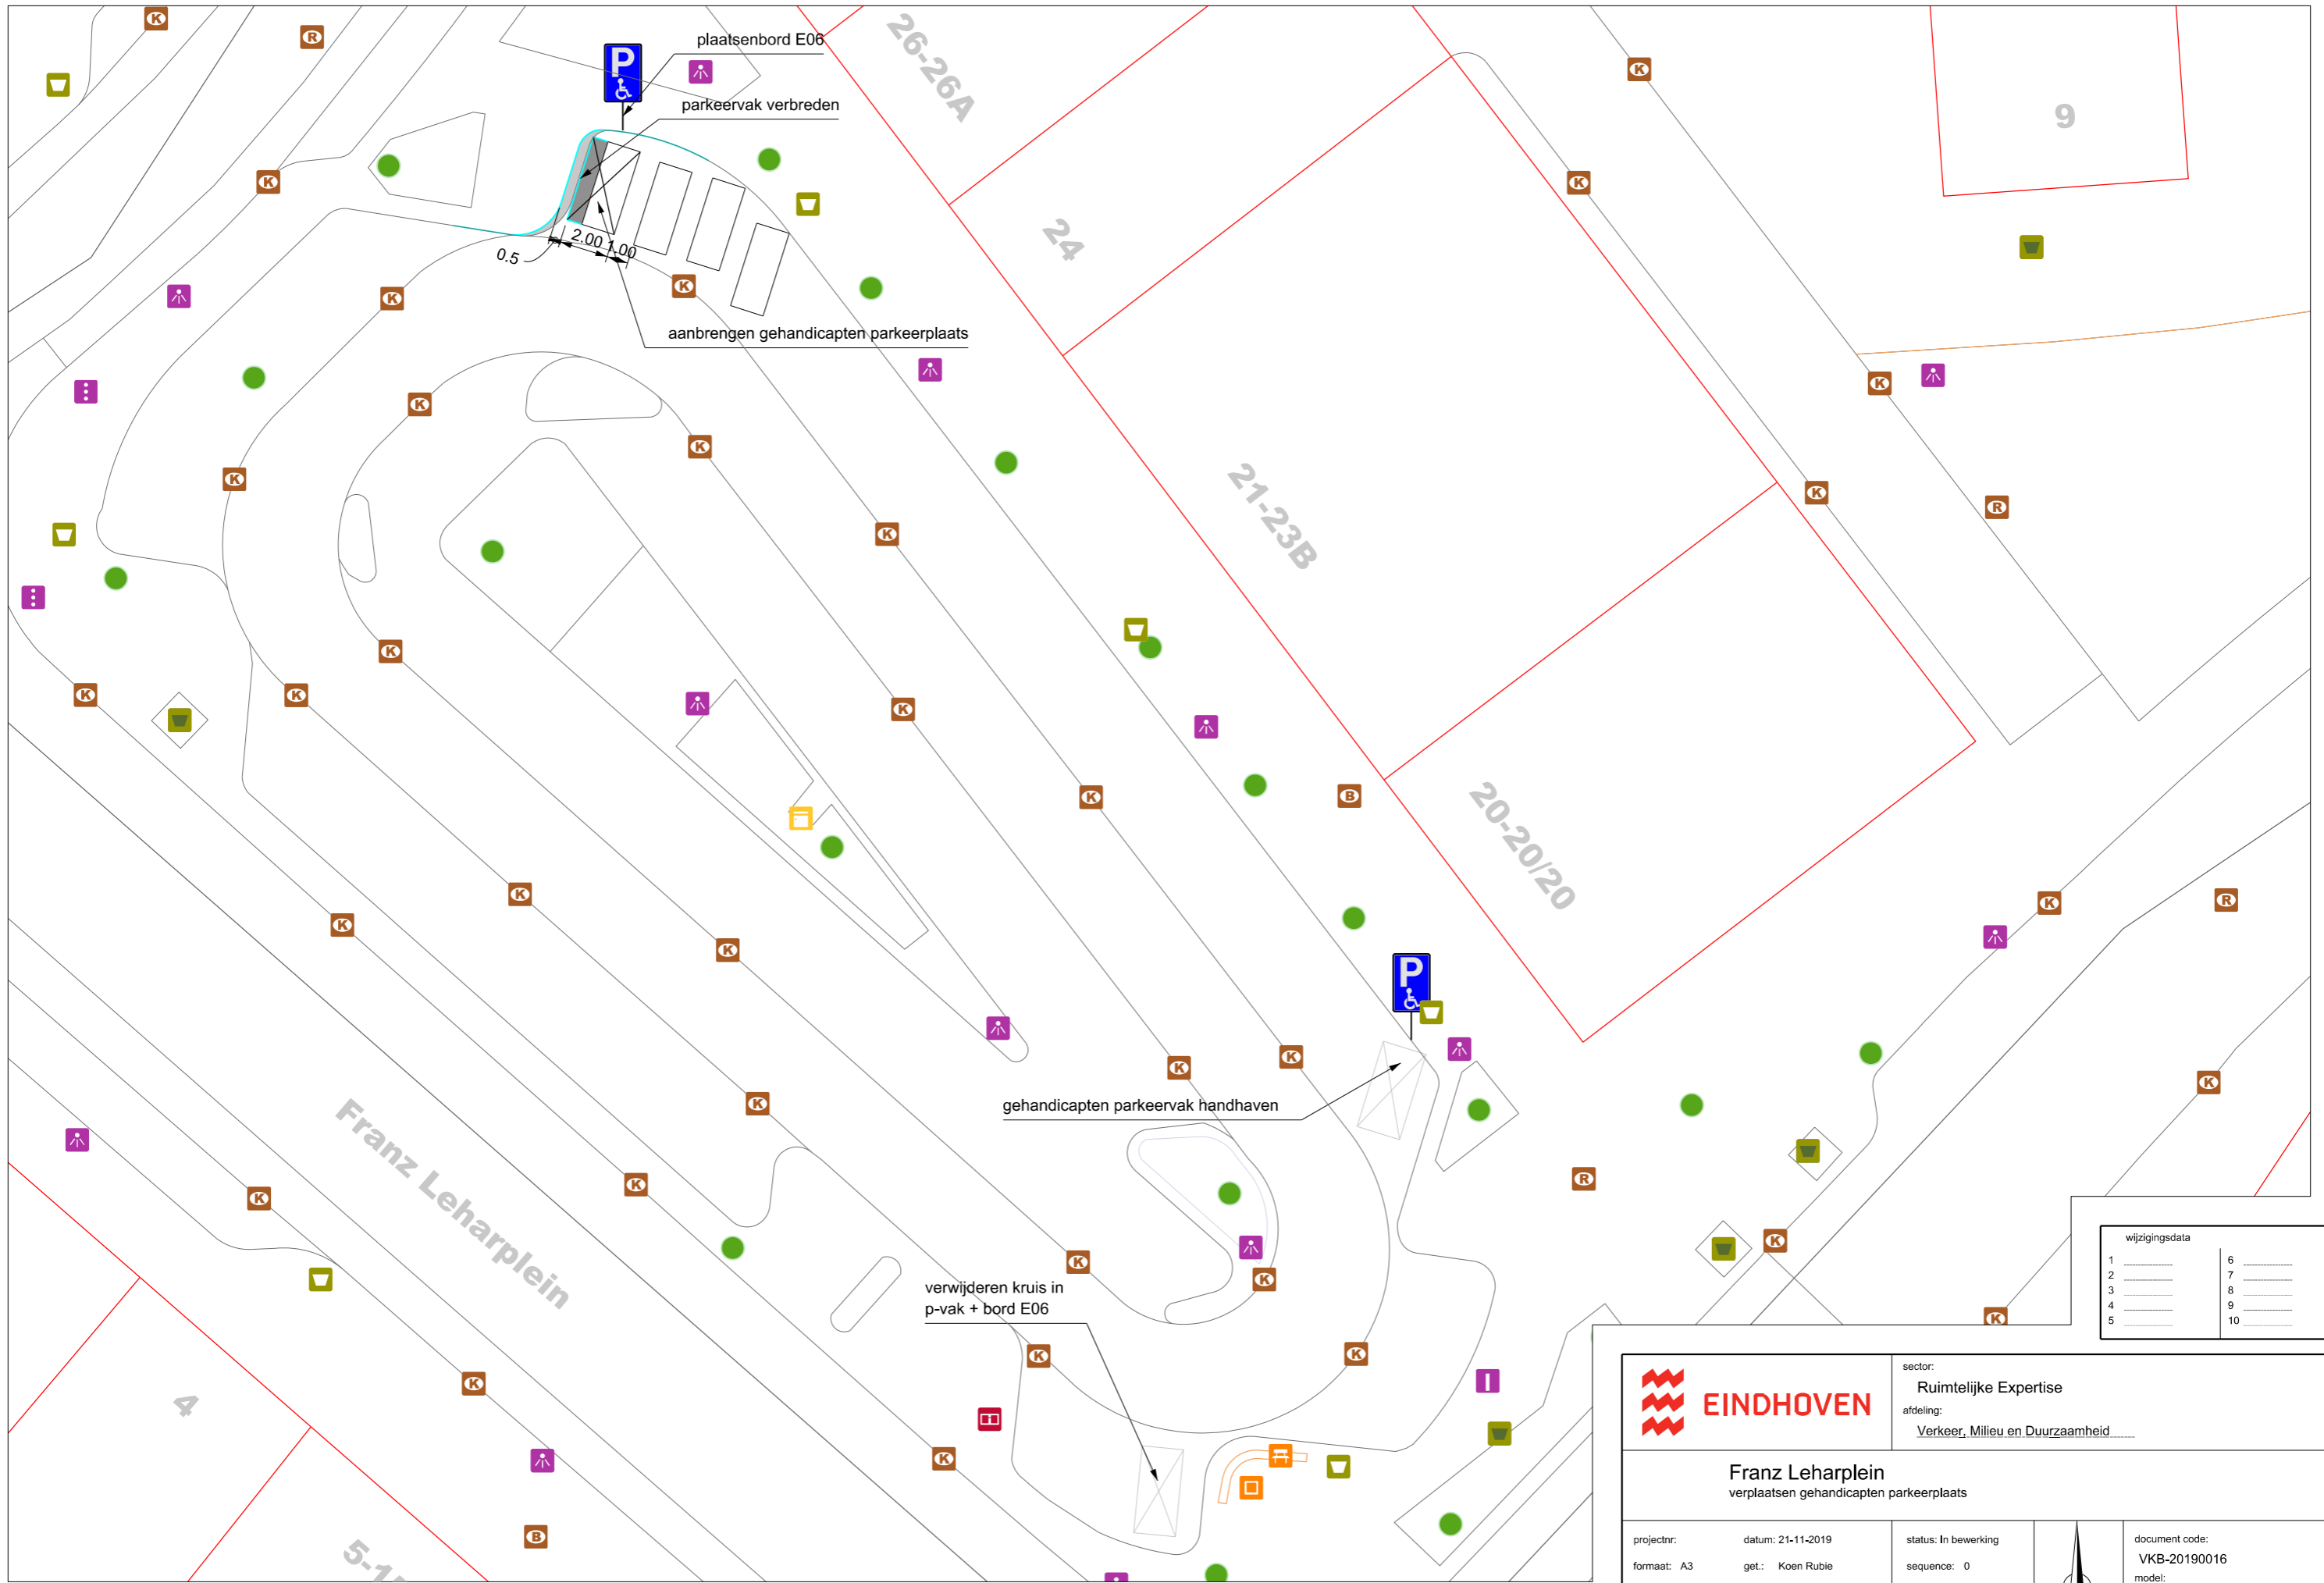 plaatsenbord E06
parkeervak verbreden
P
26-26A
9
24
0.5
2.00
1.00
aanbrengen gehandicapten parkeerplaats
21-23B
20-20/20
P
gehandicapten parkeervak handhaven
Franz Leharplein
verwijderen kruis in
p-vak + bord E06
4
wijzigingsdata
1 6
2 7
3 8
4 9
5 10
EINDHOVEN
sector:
Ruimtelijke Expertise
afdeling:
Verkeer, Milieu en Duurzaamheid
Franz Leharplein
verplaatsen gehandicapten parkeerplaats
projectnr:
datum: 21-11-2019
status: In bewerking
document code:
VKB-20190016
formaat: A3
get.: Koen Rubie
sequence: 0
model: